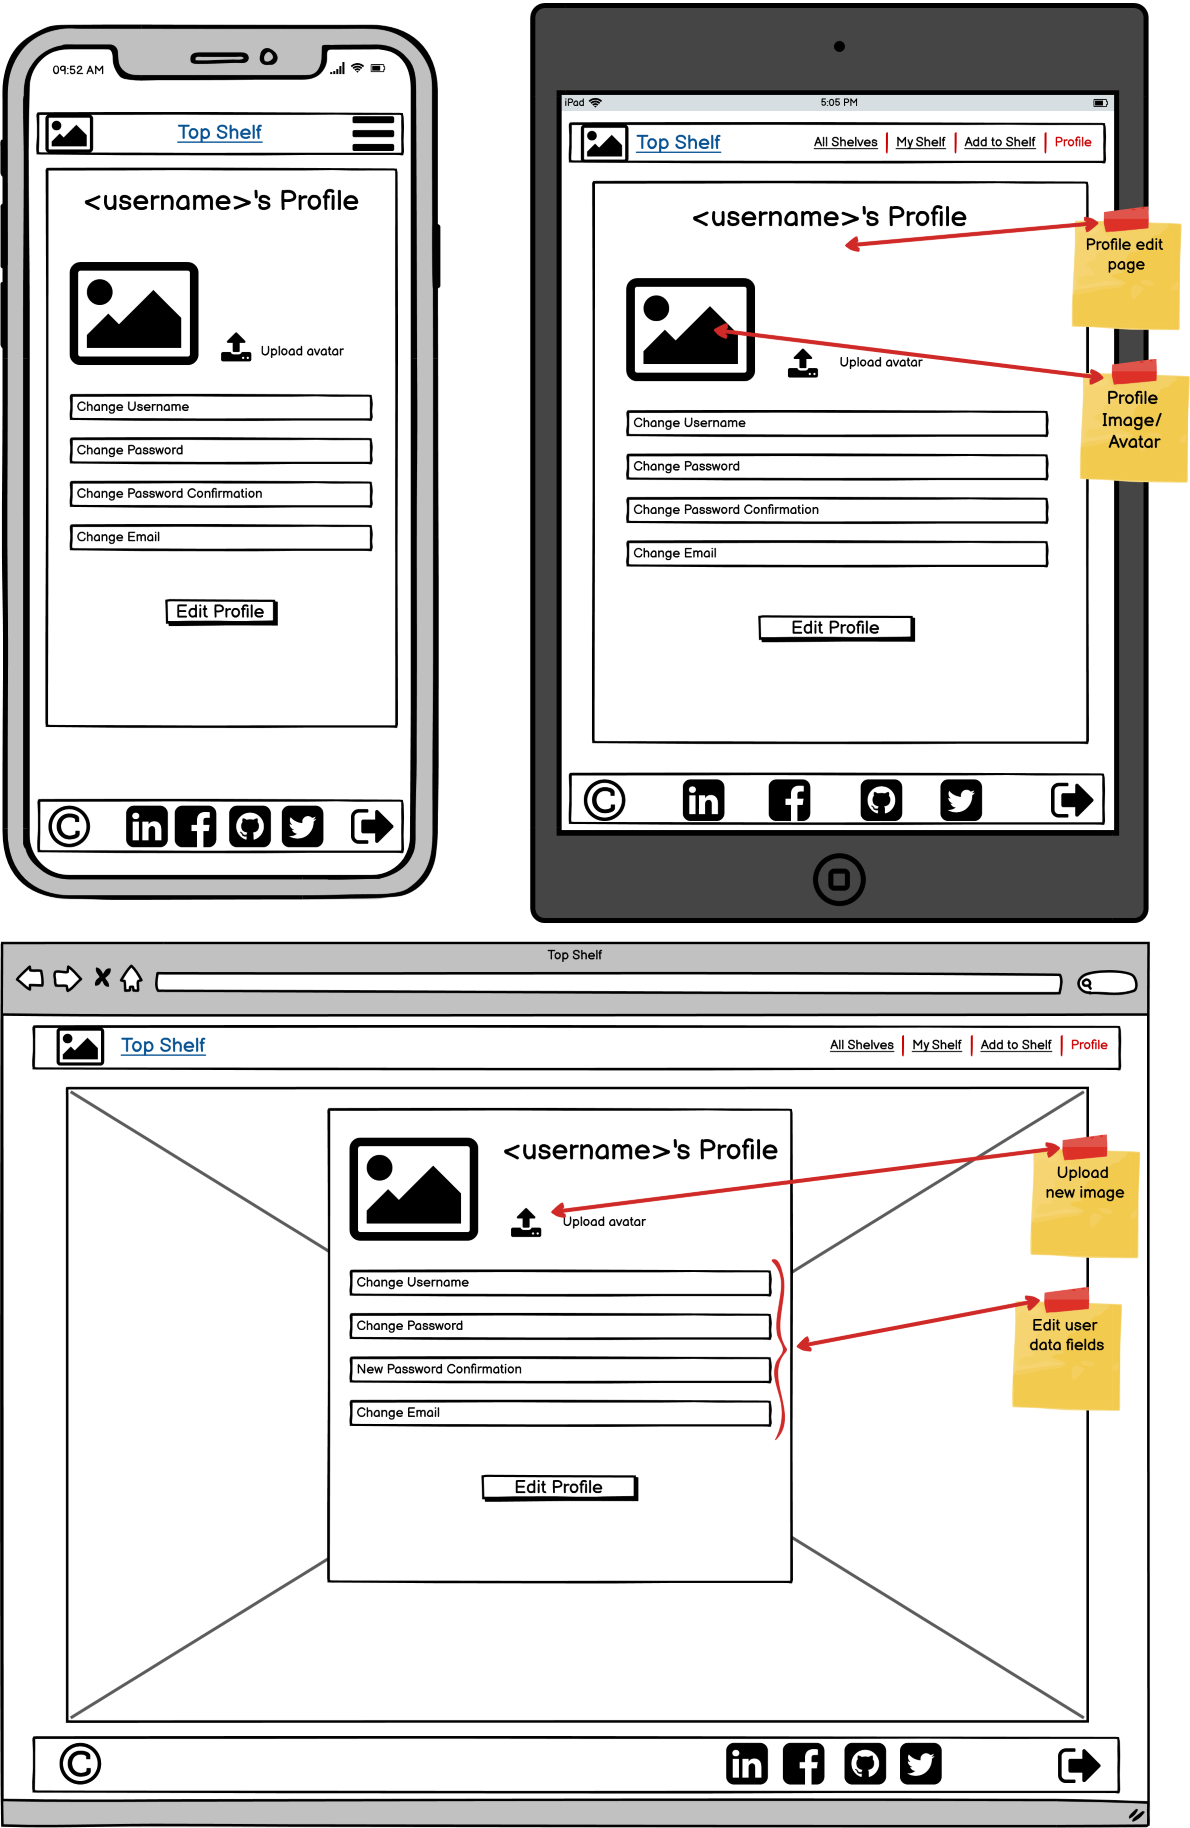 09:52 AM
Top Shelf
<username>'s Profile
Upload avatar
Change Username
Change Password
Change Password Confirmation
Change Email
Edit Profile
iPad
5:05 PM
Top Shelf
All Shelves
My Shelf
Add to Shelf
Profile
<username>'s Profile
Profile edit
page
Upload avatar
Profile
Image/
Avatar
Change Username
Change Password
Change Password Confirmation
Change Email
Edit Profile
Top Shelf
Top Shelf
All Shelves
My Shelf
Add to Shelf
Profile
<username>'s Profile
Upload avatar
Upload
new image
Change Username
Change Password
New Password Confirmation
Change Email
Edit user
data fields
Edit Profile